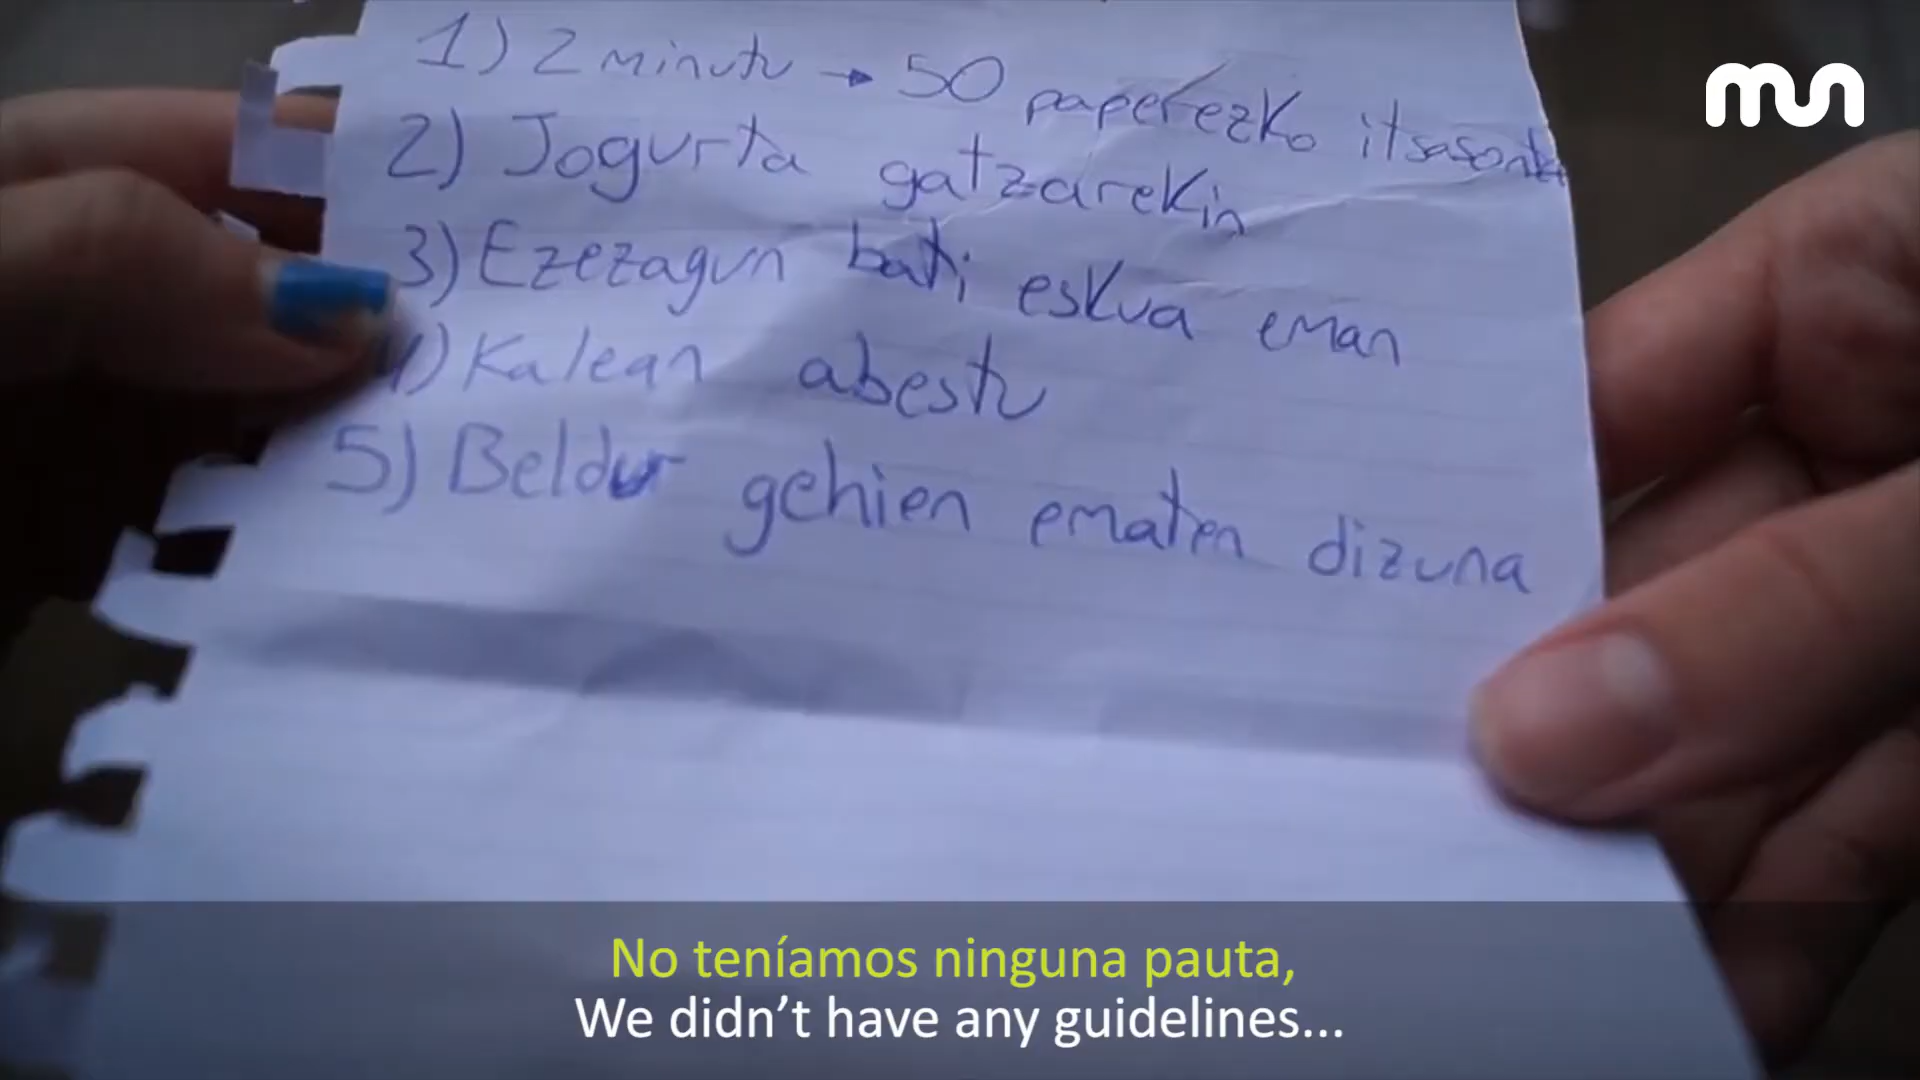 mun
1) 2 minutu → 50 paperezko itsasontzi
2) Jogurta gatzarekin
3) Ezezagun bati eskua eman
4) Kalean abestu
5) Beldur gehien ematen dizuna
No teníamos ninguna pauta,
We didn't have any guidelines...